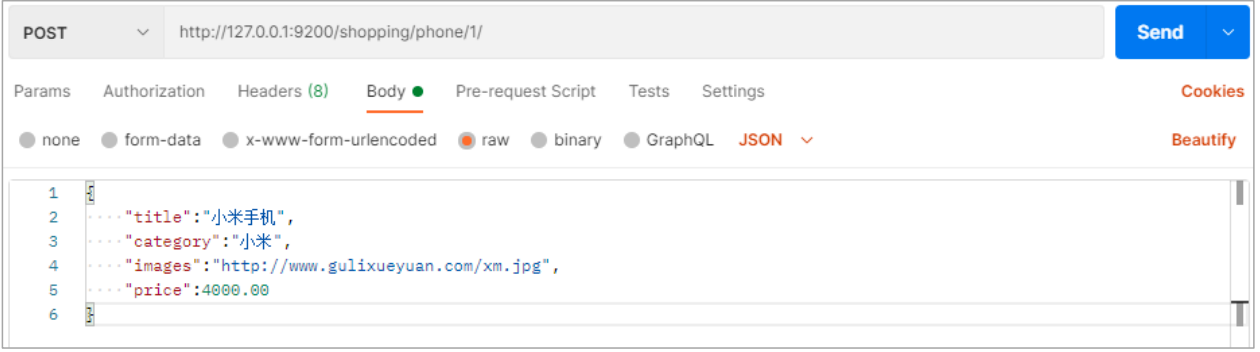 POST http://127.0.0.1:9200/shopping/phone/1/ Send
Params Authorization Headers (8) Body Pre-request Script Tests Settings Cookies
none form-data x-www-form-urlencoded raw binary GraphQL JSON Beautify
1 {
2 ····"title":"小米手机",
3 ····"category":"小米",
4 ····"images":"http://www.gulixueyuan.com/xm.jpg",
5 ····"price":4000.00
6 }